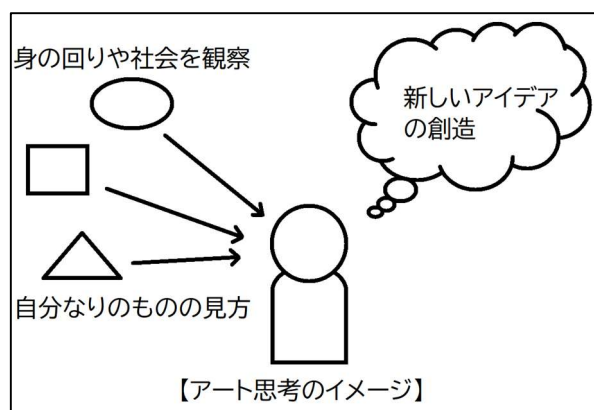 身の回りや社会を観察
新しいアイデア
の創造
自分なりのものの見方
【アート思考のイメージ】